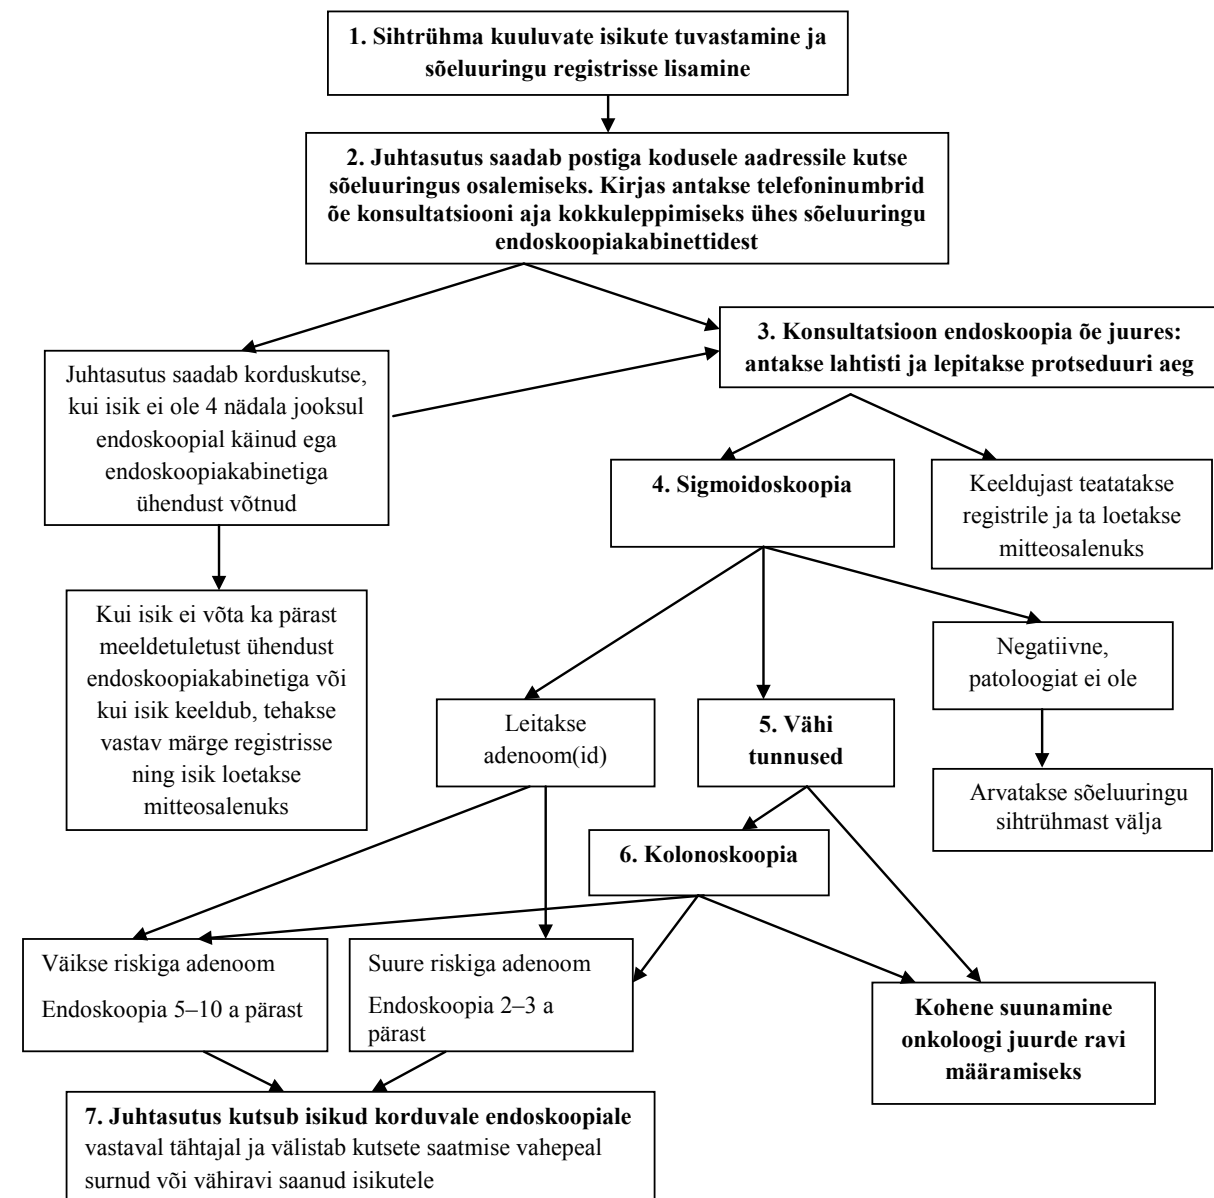 1. Sihtrühma kuuluvate isikute tuvastamine ja
sõeluuringu registrisse lisamine
2. Juhtasutus saadab postiga kodusele aadressile kutse
sõeluuringus osalemiseks. Kirjas antakse telefoninumbrid
õe konsultatsiooni aja kokkuleppimiseks ühes sõeluuringu
endoskoopiakabinettidest
3. Konsultatsioon endoskoopia õe juures:
antakse lahtisti ja lepitakse protseduuri aeg
Juhtasutus saadab korduskutse,
kui isik ei ole 4 nädala jooksul
endoskoopial käinud ega
endoskoopiakabinetiga
ühendust võtnud
4. Sigmoidoskoopia
Keeldujast teatatakse
registrile ja ta loetakse
mitteosalenuks
Kui isik ei võta ka pärast
meeldetuletust ühendust
endoskoopiakabinetiga või
kui isik keeldub, tehakse
vastav märge registrisse
ning isik loetakse
mitteosalenuks
Negatiivne,
patoloogiat ei ole
Leitakse
adenoom(id)
5. Vähi
tunnused
Arvatakse sõeluuringu
sihtrühmast välja
6. Kolonoskoopia
Väikse riskiga adenoom
Endoskoopia 5–10 a pärast
Suure riskiga adenoom
Endoskoopia 2–3 a
pärast
Kohene suunamine
onkoloogi juurde ravi
määramiseks
7. Juhtasutus kutsub isikud korduvale endoskoopiale
vastaval tähtajal ja välistab kutsete saatmise vahepeal
surnud või vähiravi saanud isikutele